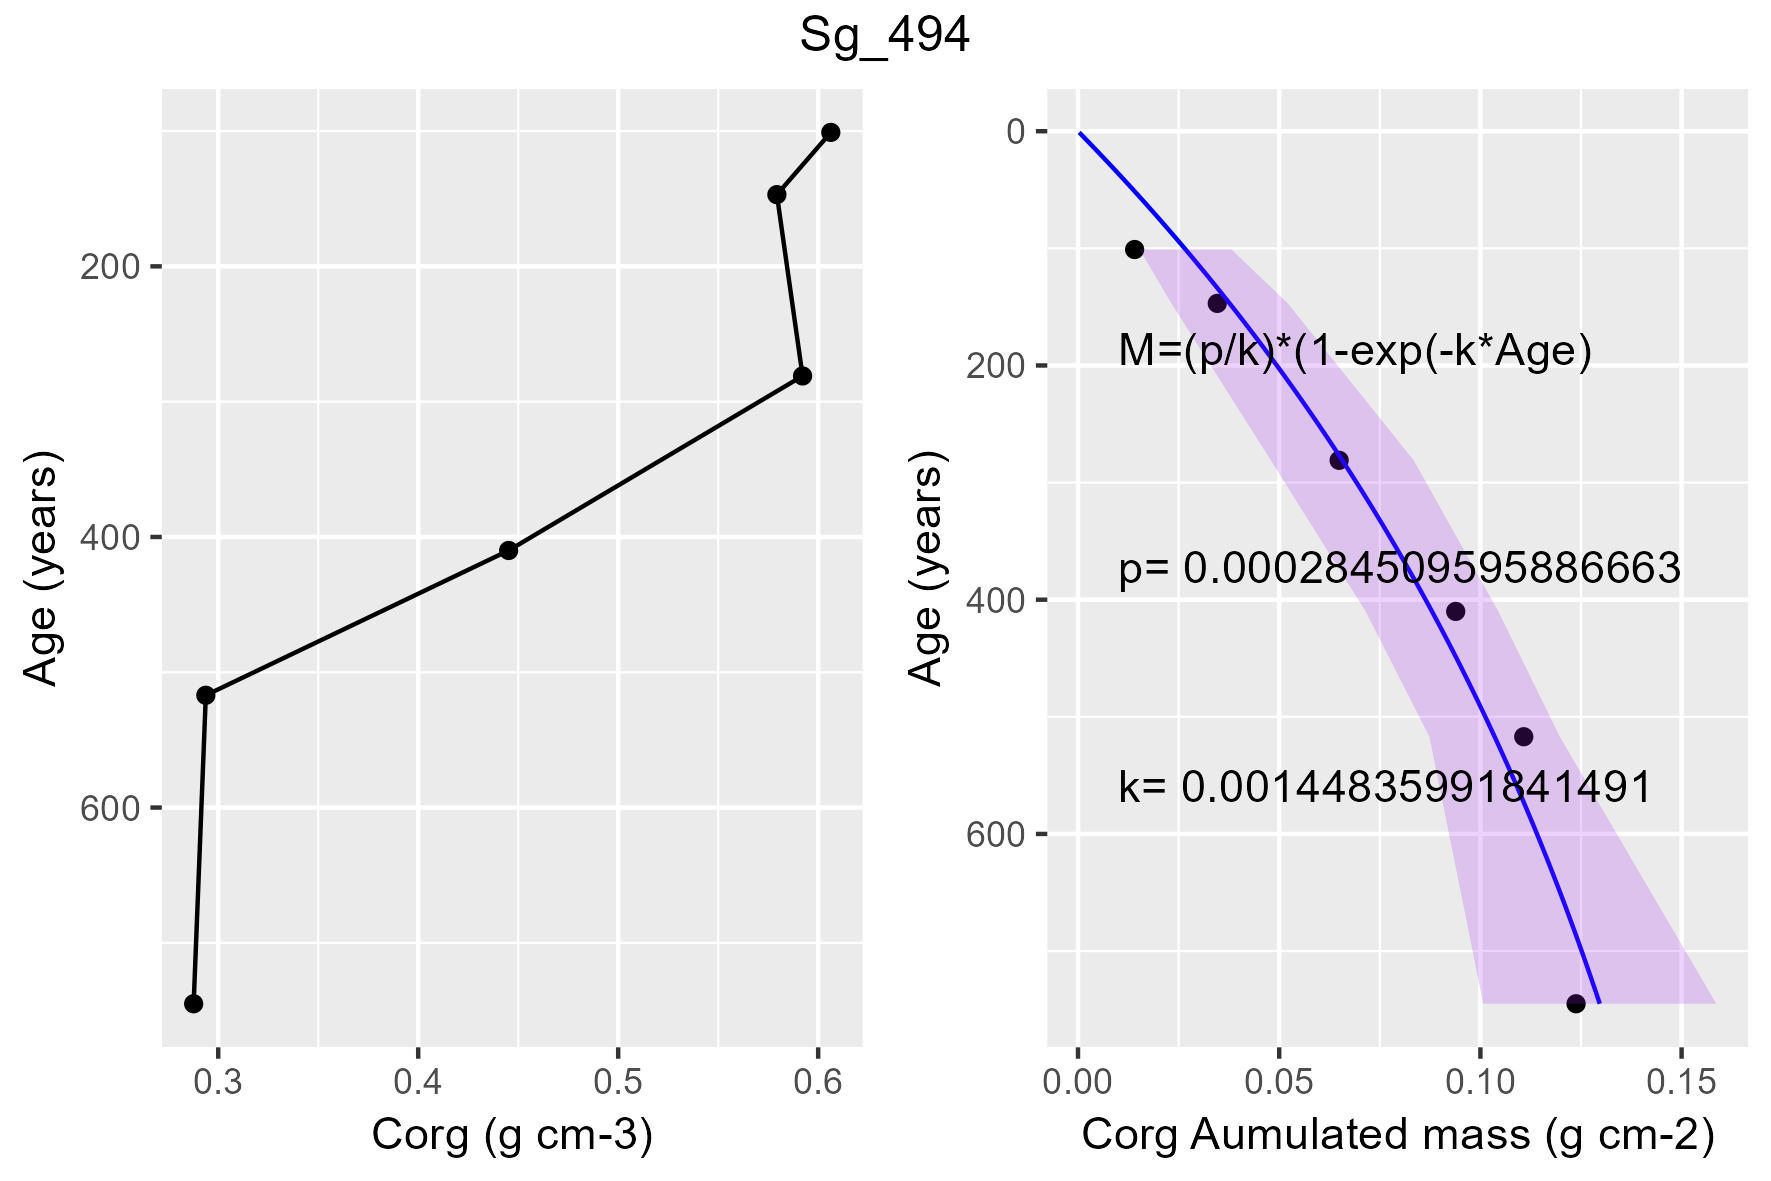 Sg_494
Age (years)
200
400
600
0.3
0.4
0.5
0.6
Corg (g cm-3)
Age (years)
0
200
400
600
M=(p/k)*(1-exp(-k*Age)
p= 0.000284509595886663
k= 0.00144835991841491
0.00
0.05
0.10
0.15
Corg Aumulated mass (g cm-2)